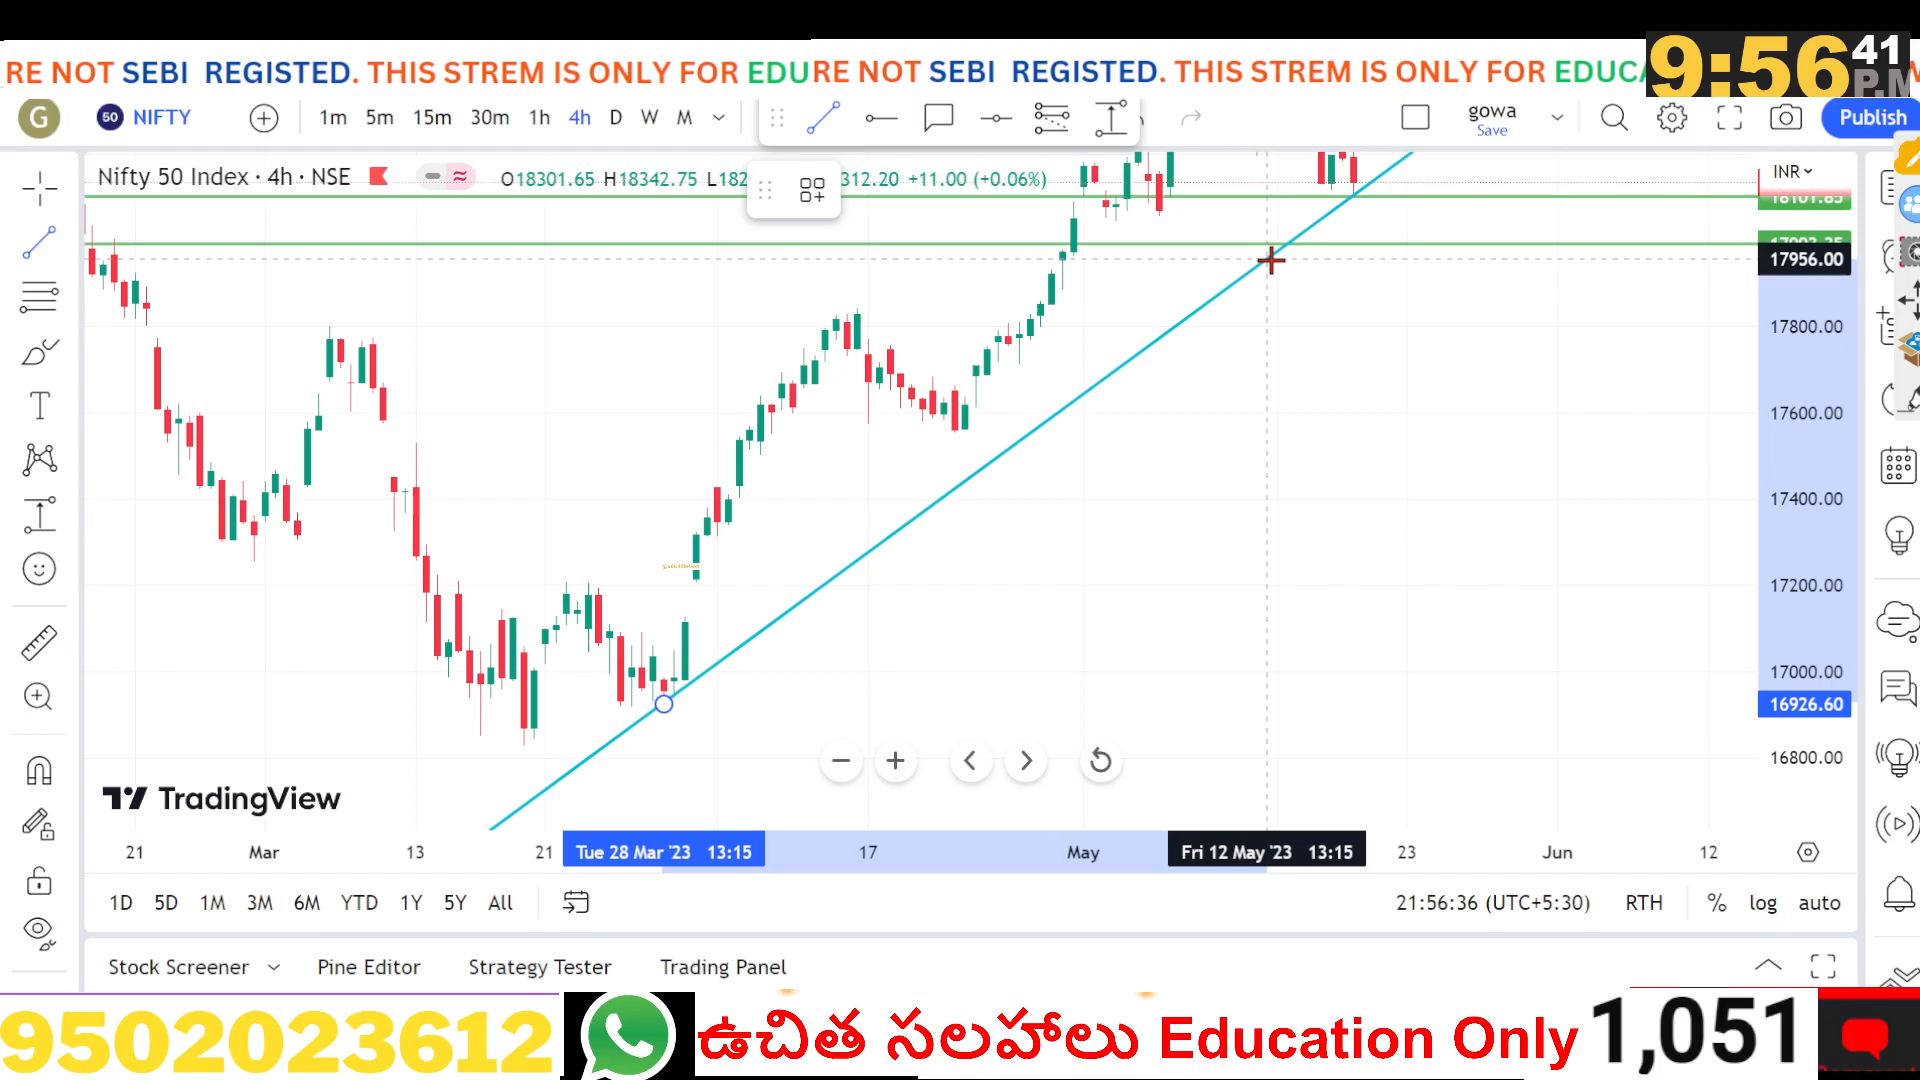 RE NOT SEBI REGISTED. THIS STREM IS ONLY FOR EDURE NOT SEBI REGISTED. THIS STREM IS ONLY FOR EDUCA
9:56 41 P.M
G 50 NIFTY 1m 5m 15m 30m 1h 4h D W M gowa Save Publish
Nifty 50 Index · 4h · NSE O18301.65 H18342.75 L18 312.20 +11.00 (+0.06%) INR
18101.85
17956.00
17800.00
17600.00
17400.00
17200.00
17000.00
16926.60
16800.00
TradingView
21 Mar 13 21 Tue 28 Mar '23 13:15 17 May Fri 12 May '23 13:15 23 Jun 12
1D 5D 1M 3M 6M YTD 1Y 5Y All 21:56:36 (UTC+5:30) RTH % log auto
Stock Screener Pine Editor Strategy Tester Trading Panel
9502023612 ఉచిత సలహాలు Education Only 1,051